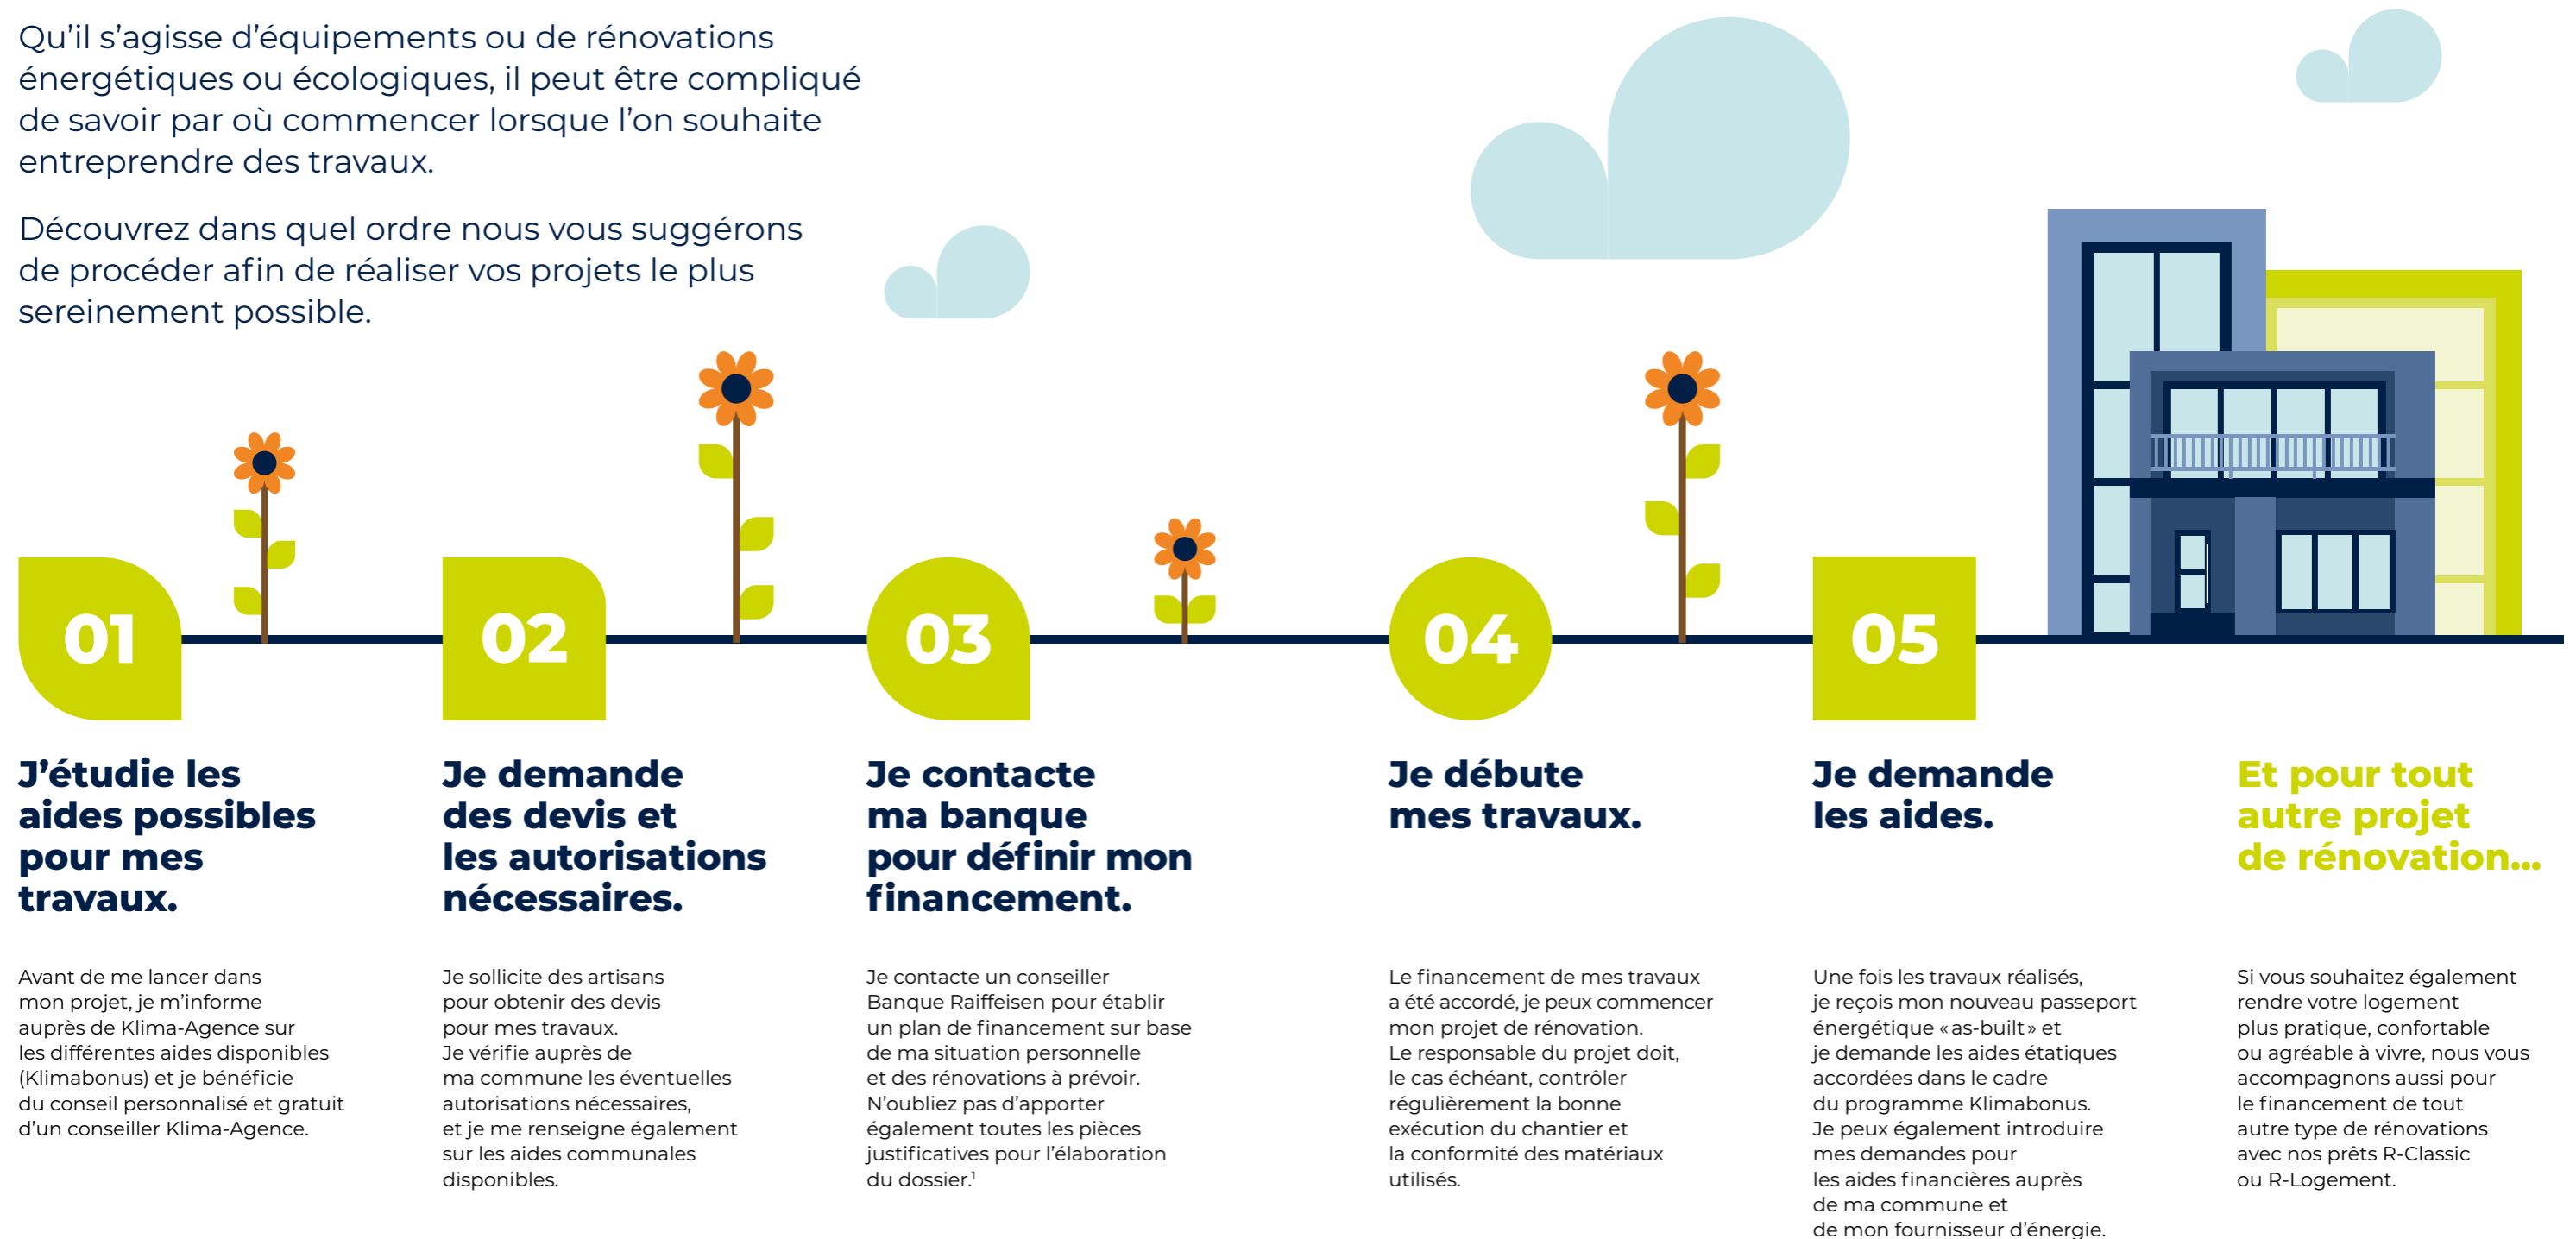 Qu’il s’agisse d’équipements ou de rénovations
énergétiques ou écologiques, il peut être compliqué
de savoir par où commencer lorsque l’on souhaite
entreprendre des travaux.
Découvrez dans quel ordre nous vous suggérons
de procéder afin de réaliser vos projets le plus
sereinement possible.
01
J’étudie les
aides possibles
pour mes
travaux.
Avant de me lancer dans
mon projet, je m’informe
auprès de Klima-Agence sur
les différentes aides disponibles
(Klimabonus) et je bénéficie
du conseil personnalisé et gratuit
d’un conseiller Klima-Agence.
02
Je demande
des devis et
les autorisations
nécessaires.
Je sollicite des artisans
pour obtenir des devis
pour mes travaux.
Je vérifie auprès de
ma commune les éventuelles
autorisations nécessaires,
et je me renseigne également
sur les aides communales
disponibles.
03
Je contacte
ma banque
pour définir mon
financement.
Je contacte un conseiller
Banque Raiffeisen pour établir
un plan de financement sur base
de ma situation personnelle
et des rénovations à prévoir.
N’oubliez pas d’apporter
également toutes les pièces
justificatives pour l’élaboration
du dossier.¹
04
Je débute
mes travaux.
Le financement de mes travaux
a été accordé, je peux commencer
mon projet de rénovation.
Le responsable du projet doit,
le cas échéant, contrôler
régulièrement la bonne
exécution du chantier et
la conformité des matériaux
utilisés.
05
Je demande
les aides.
Une fois les travaux réalisés,
je reçois mon nouveau passeport
énergétique «as-built» et
je demande les aides étatiques
accordées dans le cadre
du programme Klimabonus.
Je peux également introduire
mes demandes pour
les aides financières auprès
de ma commune et
de mon fournisseur d’énergie.
Et pour tout
autre projet
de rénovation...
Si vous souhaitez également
rendre votre logement
plus pratique, confortable
ou agréable à vivre, nous vous
accompagnons aussi pour
le financement de tout
autre type de rénovations
avec nos prêts R-Classic
ou R-Logement.